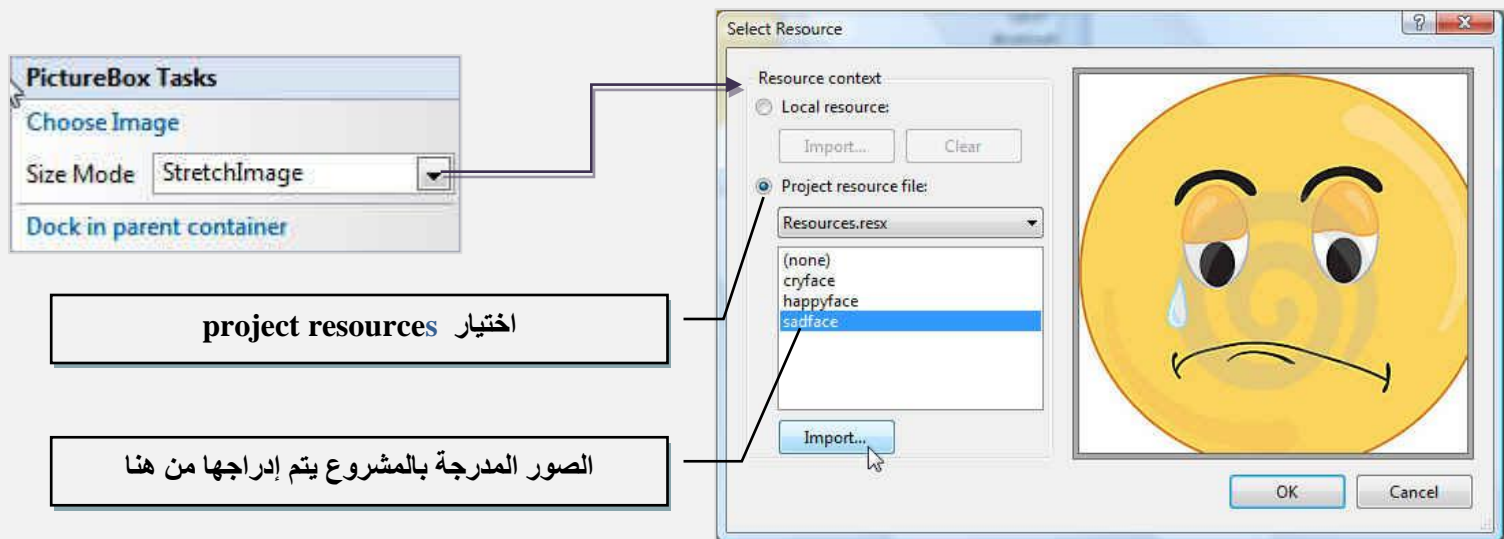 PictureBox Tasks
Choose Image
Size Mode StretchImage
Dock in parent container
اختيار project resources
الصور المدرجة بالمشروع يتم إدراجها من هنا
Select Resource
Resource context
Local resource:
Import... Clear
Project resource file:
Resources.resx
(none)
cryface
happyface
sadface
Import...
OK Cancel